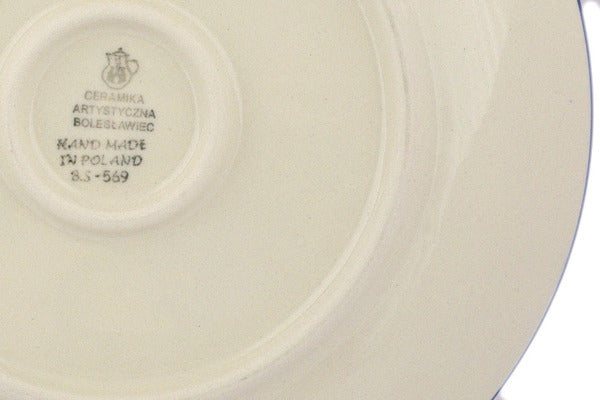 CERAMIKA
ARTYSTYCZNA
BOLESŁAWIEC
HAND MADE
IN POLAND
B.S-569